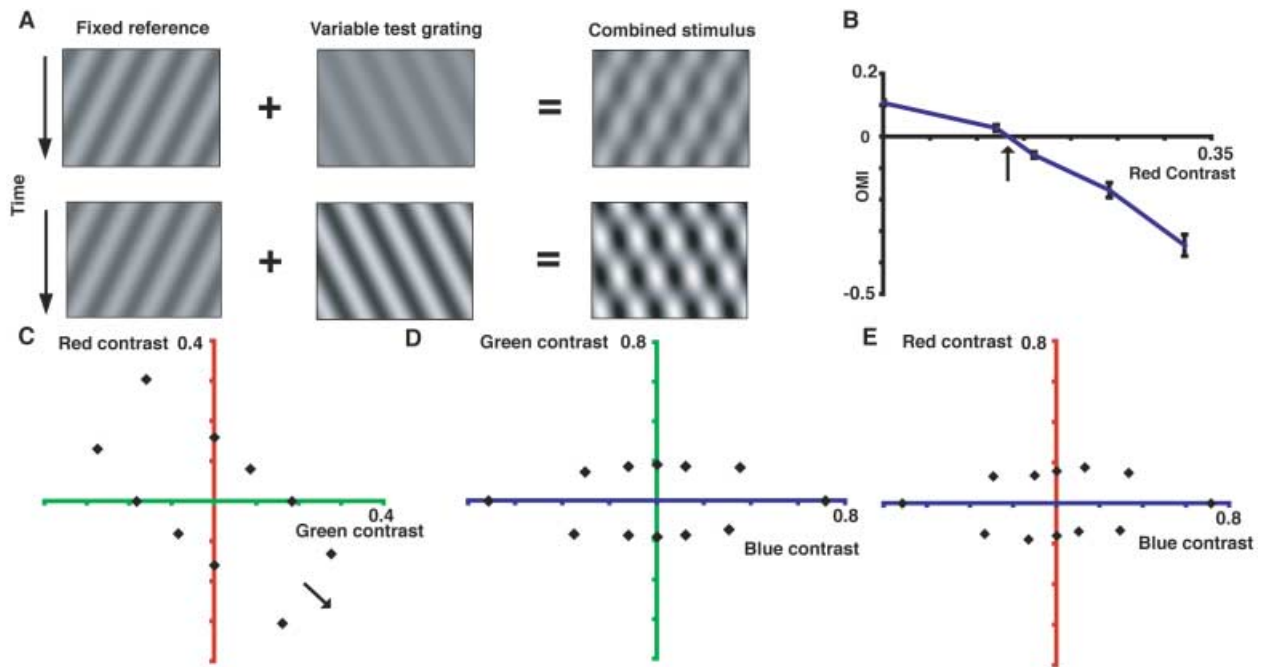 A
Fixed reference
Variable test grating
Combined stimulus
+
=
+
=
Time
B
0.2
0
-0.5
OMI
0.35
Red Contrast
C
Red contrast 0.4
0.4
Green contrast
D
Green contrast 0.8
0.8
Blue contrast
E
Red contrast 0.8
0.8
Blue contrast